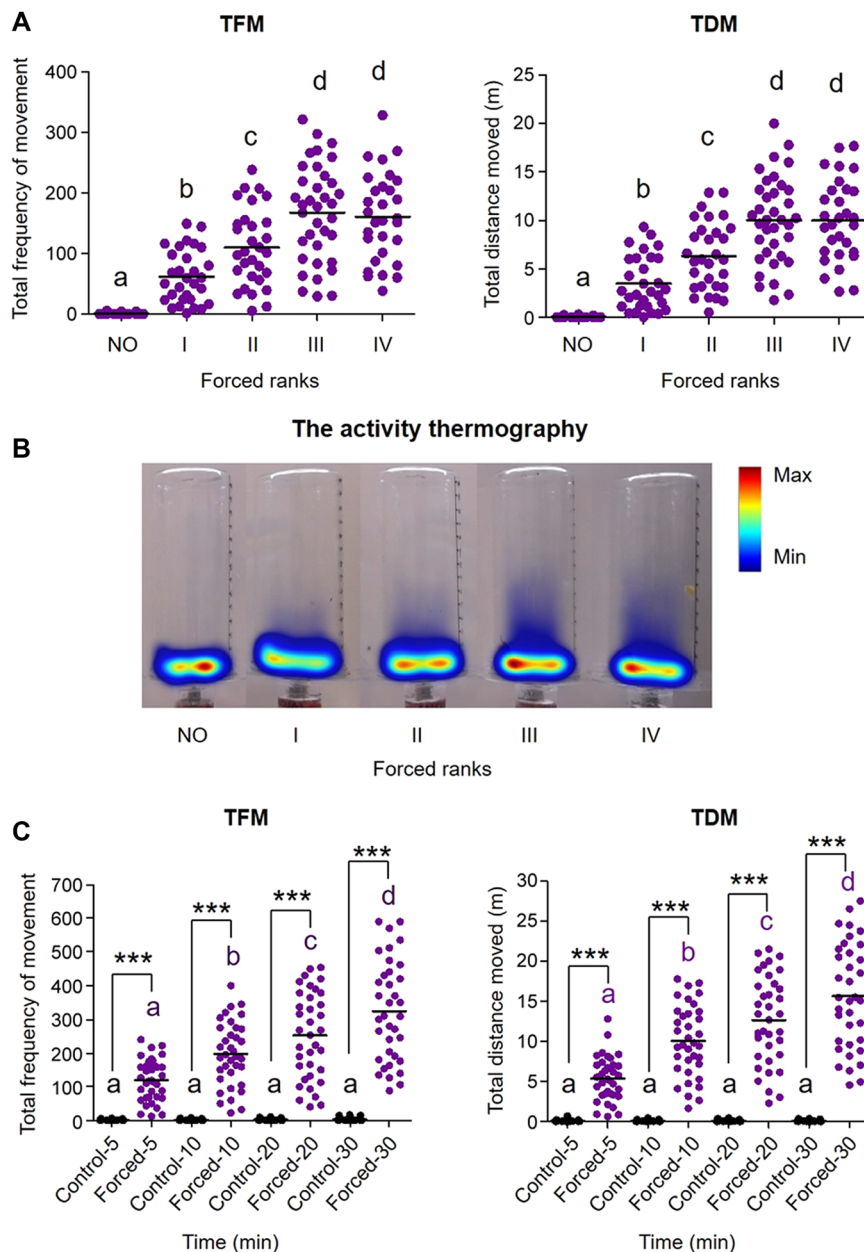 A
TFM
TDM
Total frequency of movement
400
300
200
100
0
a
b
c
d
d
NO
I
II
III
IV
Forced ranks
Total distance moved (m)
25
20
15
10
5
0
a
b
c
d
d
NO
I
II
III
IV
Forced ranks
B
The activity thermography
Max
Min
NO
I
II
III
IV
Forced ranks
C
TFM
TDM
Total frequency of movement
700
600
500
400
300
200
100
0
***
***
***
***
a
a
a
b
a
c
a
d
Control-5
Forced-5
Control-10
Forced-10
Control-20
Forced-20
Control-30
Forced-30
Time (min)
Total distance moved (m)
30
25
20
15
10
5
0
***
***
***
***
a
a
a
b
a
c
a
d
Control-5
Forced-5
Control-10
Forced-10
Control-20
Forced-20
Control-30
Forced-30
Time (min)